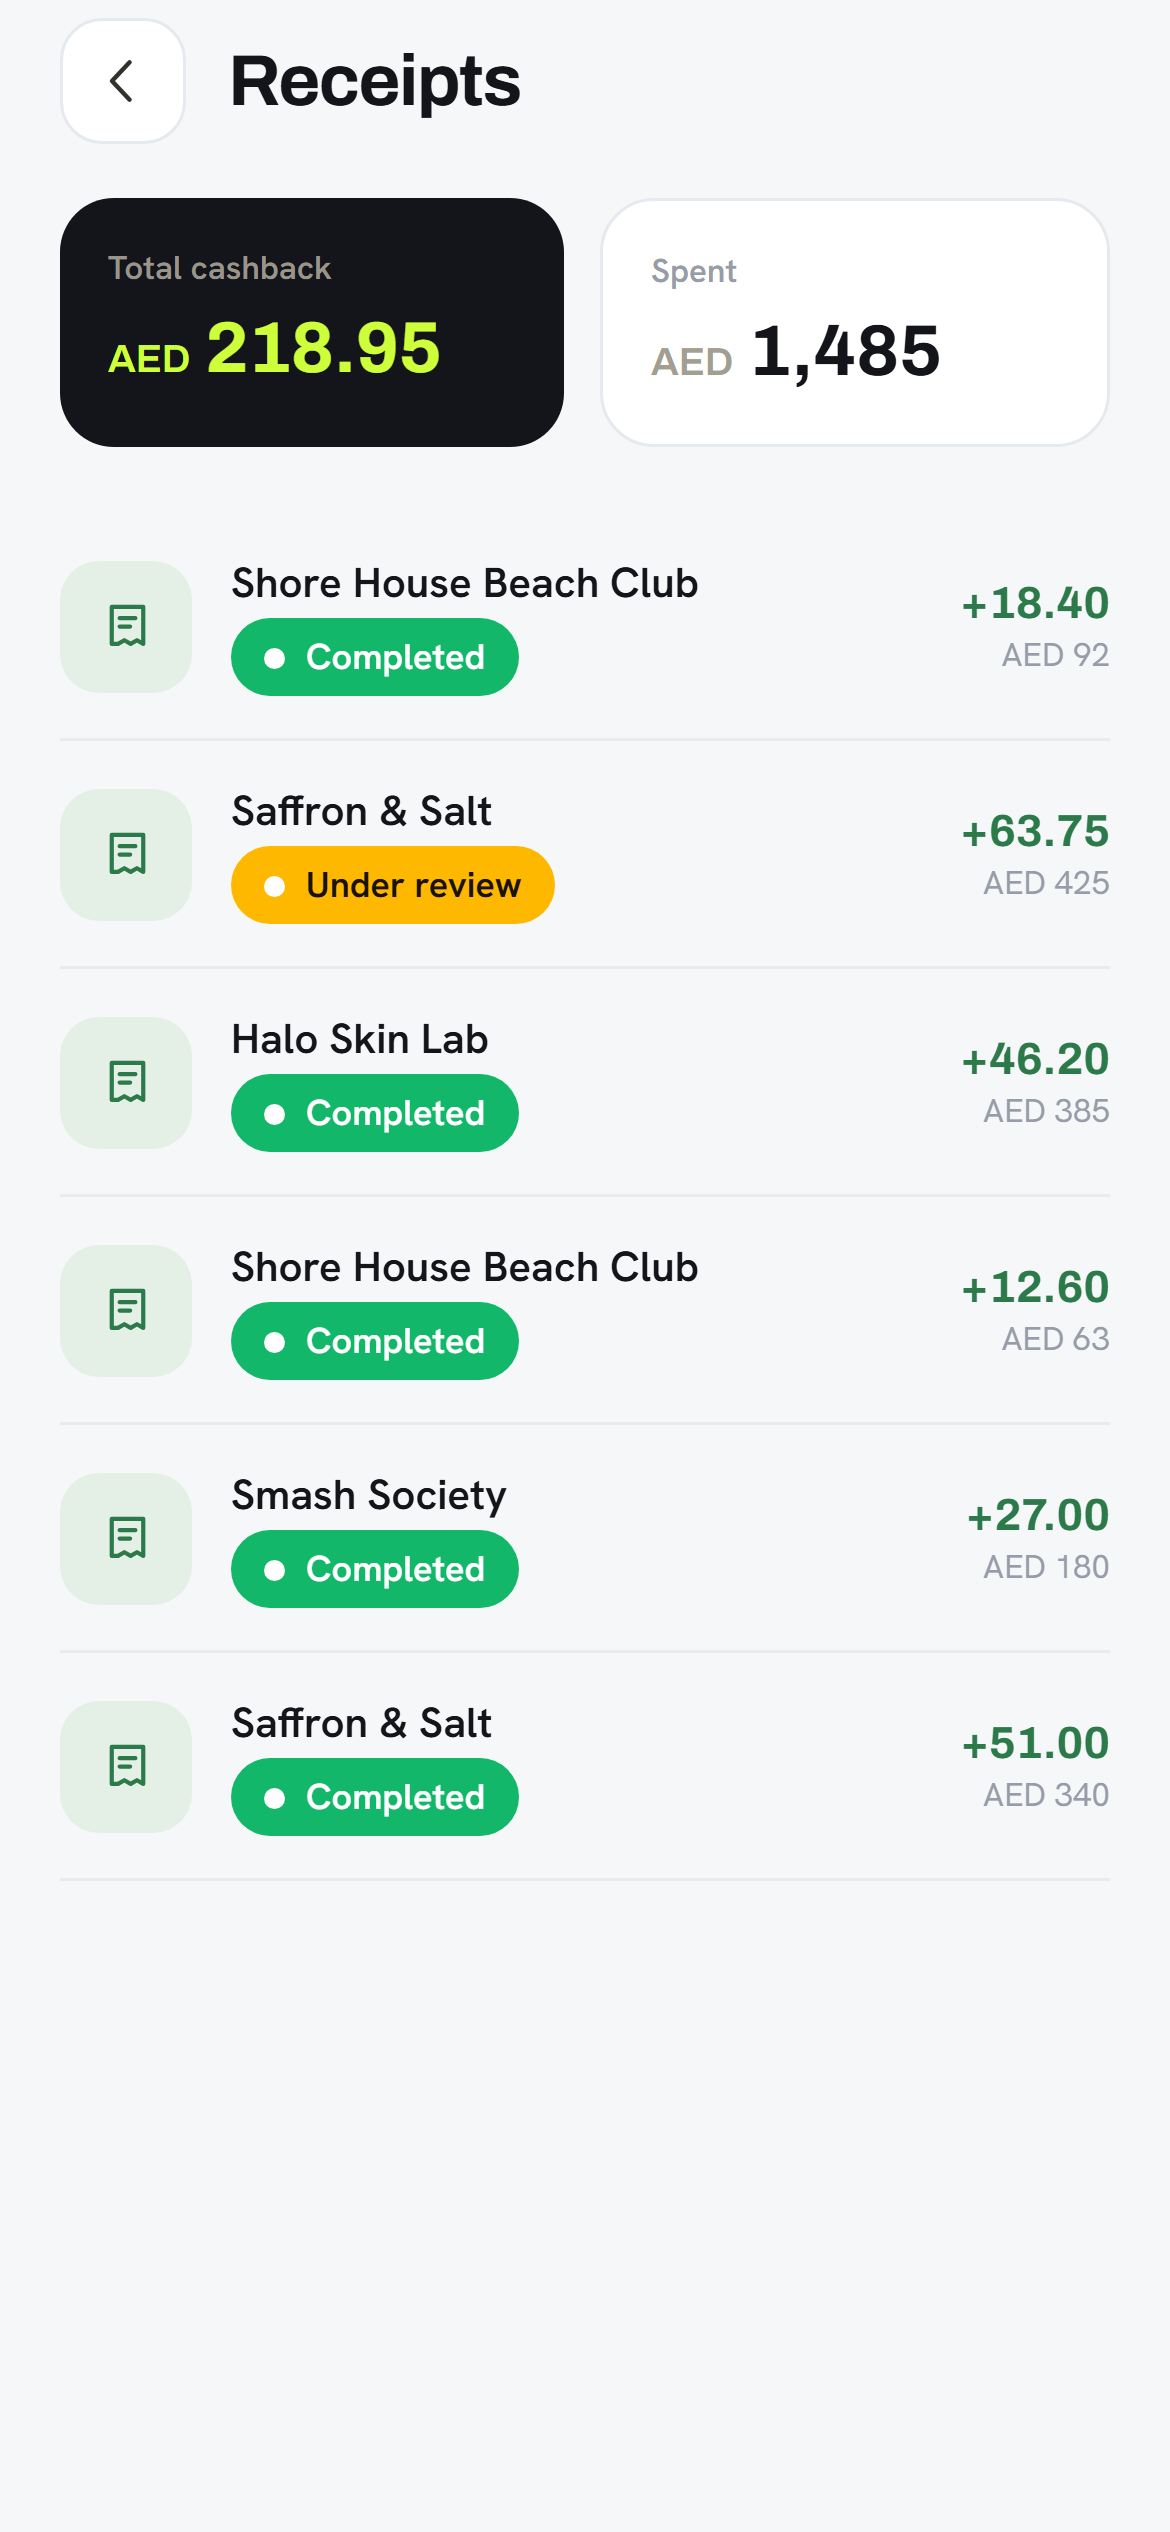 Receipts
Total cashback
AED 218.95
Spent
AED 1,485
Shore House Beach Club
Completed
+18.40
AED 92
Saffron & Salt
Under review
+63.75
AED 425
Halo Skin Lab
Completed
+46.20
AED 385
Shore House Beach Club
Completed
+12.60
AED 63
Smash Society
Completed
+27.00
AED 180
Saffron & Salt
Completed
+51.00
AED 340